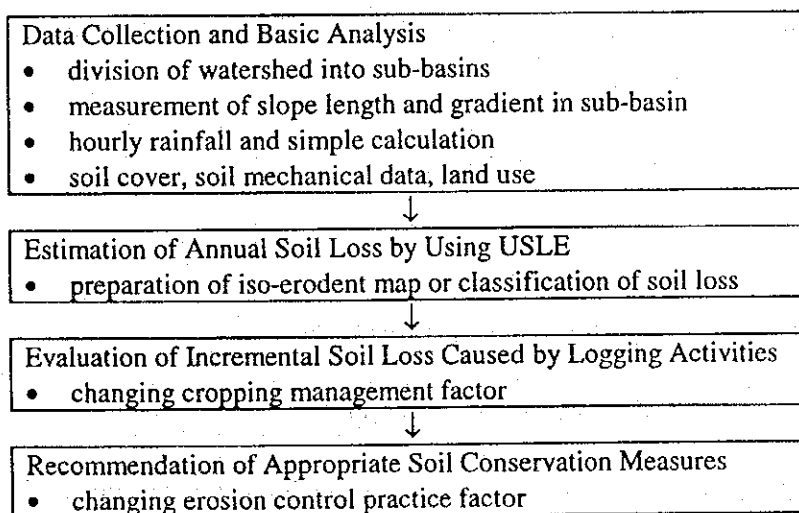 Data Collection and Basic Analysis
• division of watershed into sub-basins
• measurement of slope length and gradient in sub-basin
• hourly rainfall and simple calculation
• soil cover, soil mechanical data, land use
↓
Estimation of Annual Soil Loss by Using USLE
• preparation of iso-erodent map or classification of soil loss
↓
Evaluation of Incremental Soil Loss Caused by Logging Activities
• changing cropping management factor
↓
Recommendation of Appropriate Soil Conservation Measures
• changing erosion control practice factor